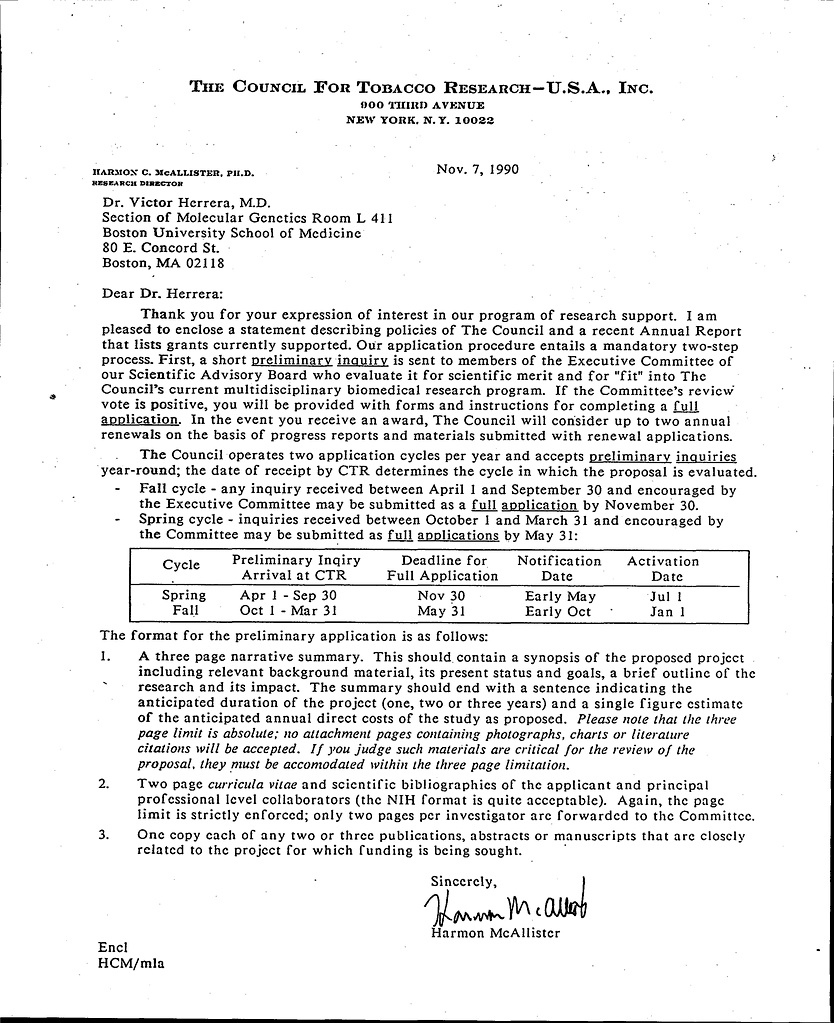 THE COUNCIL FOR TOBACCO RESEARCH—U.S.A., INC.
900 THIRD AVENUE
NEW YORK, N.Y. 10022
HARMON C. McALLISTER, PH.D.
RESEARCH DIRECTOR
Nov. 7, 1990
Dr. Victor Herrera, M.D.
Section of Molecular Genetics Room L 411
Boston University School of Medicine
80 E. Concord St.
Boston, MA 02118
Dear Dr. Herrera:
Thank you for your expression of interest in our program of research support. I am
pleased to enclose a statement describing policies of The Council and a recent Annual Report
that lists grants currently supported. Our application procedure entails a mandatory two-step
process. First, a short preliminary inquiry is sent to members of the Executive Committee of
our Scientific Advisory Board who evaluate it for scientific merit and for "fit" into The
Council's current multidisciplinary biomedical research program. If the Committee's review
vote is positive, you will be provided with forms and instructions for completing a full
application. In the event you receive an award, The Council will consider up to two annual
renewals on the basis of progress reports and materials submitted with renewal applications.
The Council operates two application cycles per year and accepts preliminary inquiries
year-round; the date of receipt by CTR determines the cycle in which the proposal is evaluated.
- Fall cycle - any inquiry received between April 1 and September 30 and encouraged by
the Executive Committee may be submitted as a full application by November 30.
- Spring cycle - inquiries received between October 1 and March 31 and encouraged by
the Committee may be submitted as full applications by May 31:
Cycle Preliminary Inqiry Deadline for Notification Activation
Arrival at CTR Full Application Date Date
Spring Apr 1 - Sep 30 Nov 30 Early May Jul 1
Fall Oct 1 - Mar 31 May 31 Early Oct Jan 1
The format for the preliminary application is as follows:
1. A three page narrative summary. This should contain a synopsis of the proposed project
including relevant background material, its present status and goals, a brief outline of the
research and its impact. The summary should end with a sentence indicating the
anticipated duration of the project (one, two or three years) and a single figure estimate
of the anticipated annual direct costs of the study as proposed. Please note that the three
page limit is absolute; no attachment pages containing photographs, charts or literature
citations will be accepted. If you judge such materials are critical for the review of the
proposal, they must be accomodated within the three page limitation.
2. Two page curricula vitae and scientific bibliographies of the applicant and principal
professional level collaborators (the NIH format is quite acceptable). Again, the page
limit is strictly enforced; only two pages per investigator are forwarded to the Committee.
3. One copy each of any two or three publications, abstracts or manuscripts that are closely
related to the project for which funding is being sought.
Sincerely,
Harmon McAllister
Harmon McAllister
Encl
HCM/mla